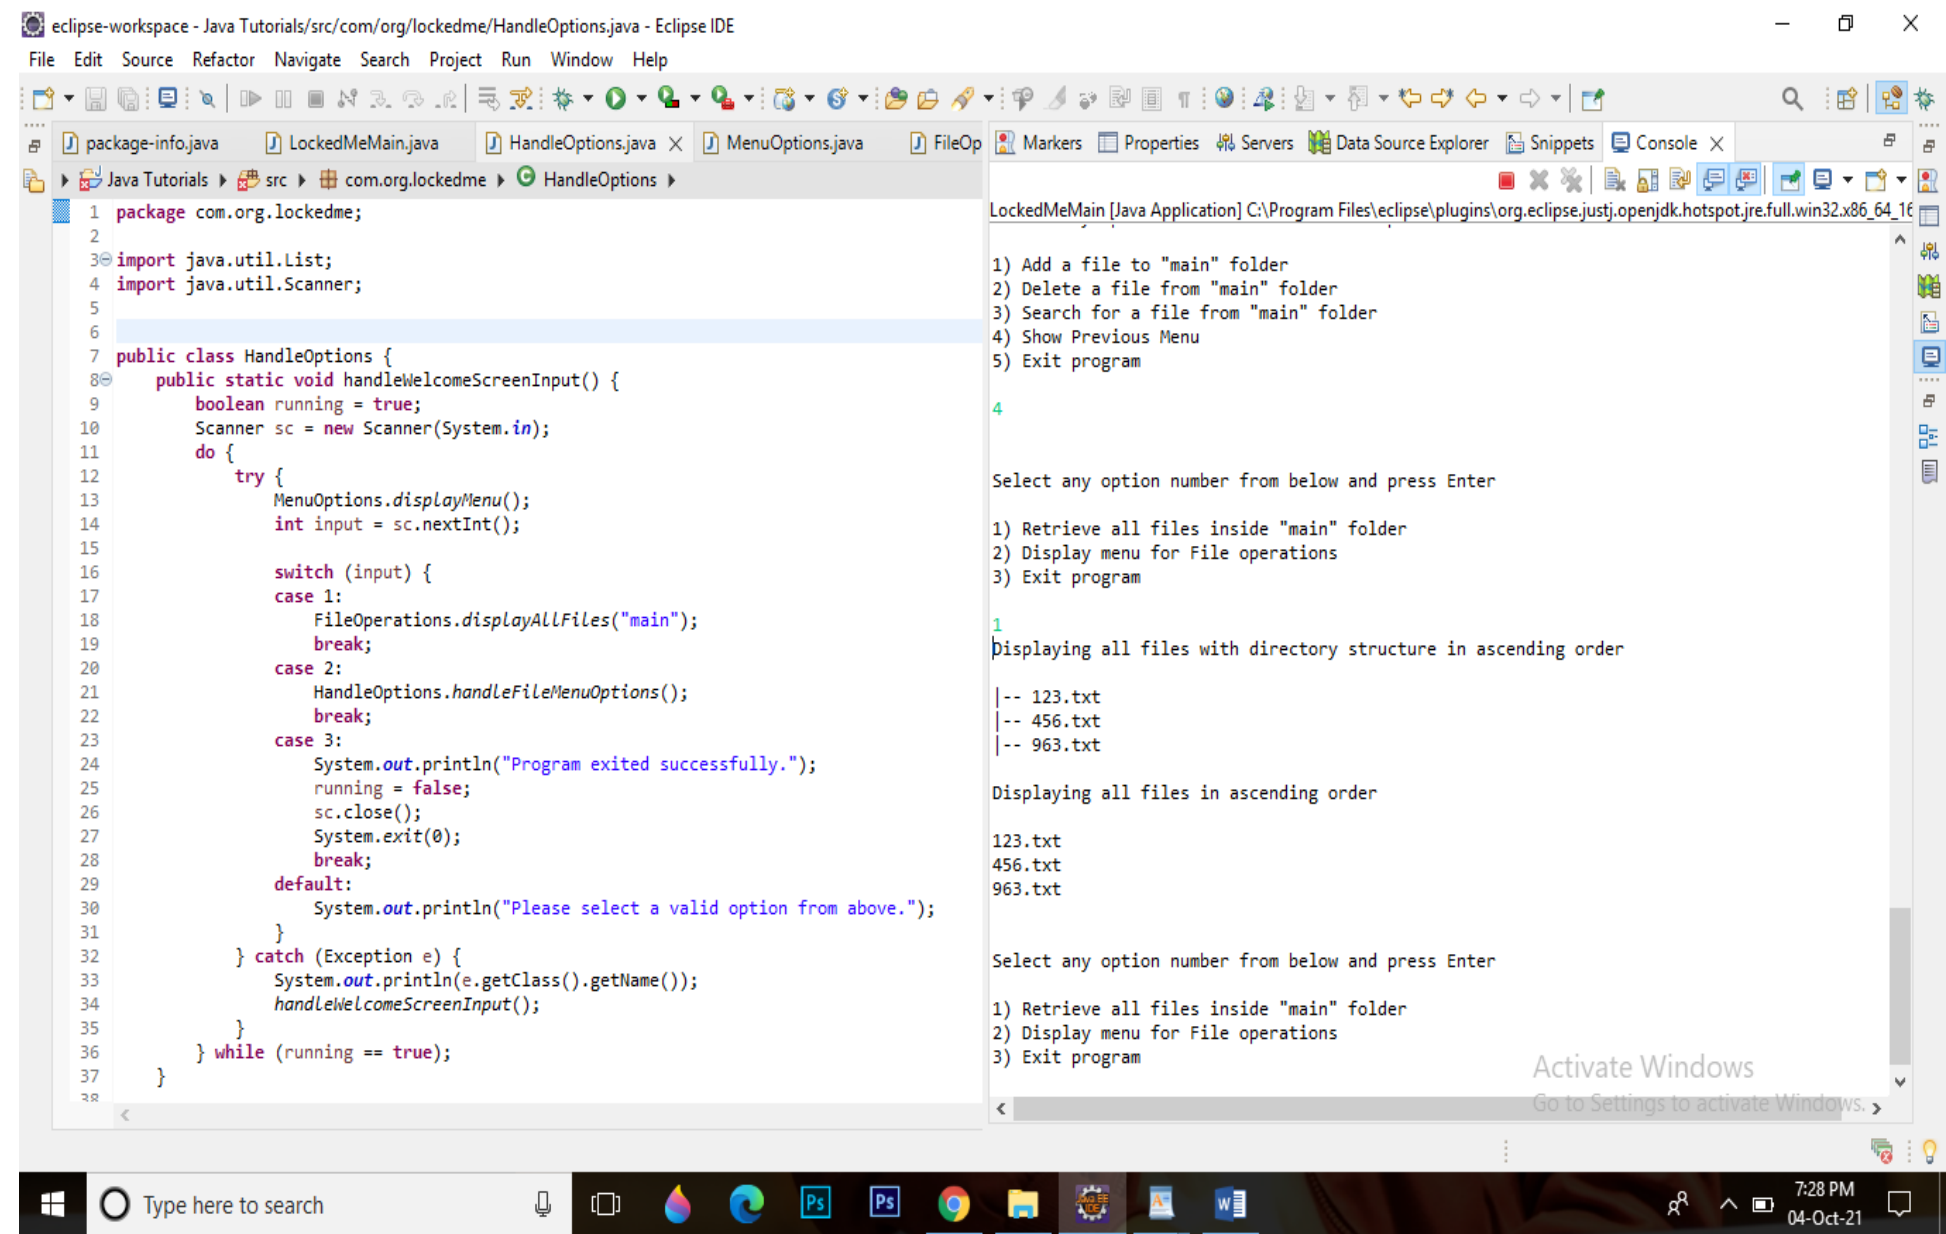 eclipse-workspace - Java Tutorials/src/com/org/lockedme/HandleOptions.java - Eclipse IDE
File Edit Source Refactor Navigate Search Project Run Window Help
package-info.java LockedMeMain.java HandleOptions.java MenuOptions.java FileOp
Java Tutorials src com.org.lockedme HandleOptions
1 package com.org.lockedme;
2
3 import java.util.List;
4 import java.util.Scanner;
5
6
7 public class HandleOptions {
8 public static void handleWelcomeScreenInput() {
9 boolean running = true;
10 Scanner sc = new Scanner(System.in);
11 do {
12 try {
13 MenuOptions.displayMenu();
14 int input = sc.nextInt();
15
16 switch (input) {
17 case 1:
18 FileOperations.displayAllFiles("main");
19 break;
20 case 2:
21 HandleOptions.handleFileMenuOptions();
22 break;
23 case 3:
24 System.out.println("Program exited successfully.");
25 running = false;
26 sc.close();
27 System.exit(0);
28 break;
29 default:
30 System.out.println("Please select a valid option from above.");
31 }
32 } catch (Exception e) {
33 System.out.println(e.getClass().getName());
34 handleWelcomeScreenInput();
35 }
36 } while (running == true);
37 }
38
Markers Properties Servers Data Source Explorer Snippets Console
LockedMeMain [Java Application] C:\Program Files\eclipse\plugins\org.eclipse.justj.openjdk.hotspot.jre.full.win32.x86_64_16
1) Add a file to "main" folder
2) Delete a file from "main" folder
3) Search for a file from "main" folder
4) Show Previous Menu
5) Exit program
4
Select any option number from below and press Enter
1) Retrieve all files inside "main" folder
2) Display menu for File operations
3) Exit program
1
Displaying all files with directory structure in ascending order
|-- 123.txt
|-- 456.txt
|-- 963.txt
Displaying all files in ascending order
123.txt
456.txt
963.txt
Select any option number from below and press Enter
1) Retrieve all files inside "main" folder
2) Display menu for File operations
3) Exit program
Activate Windows
Go to Settings to activate Windows.
Type here to search
Ps
Ps
7:28 PM
04-Oct-21